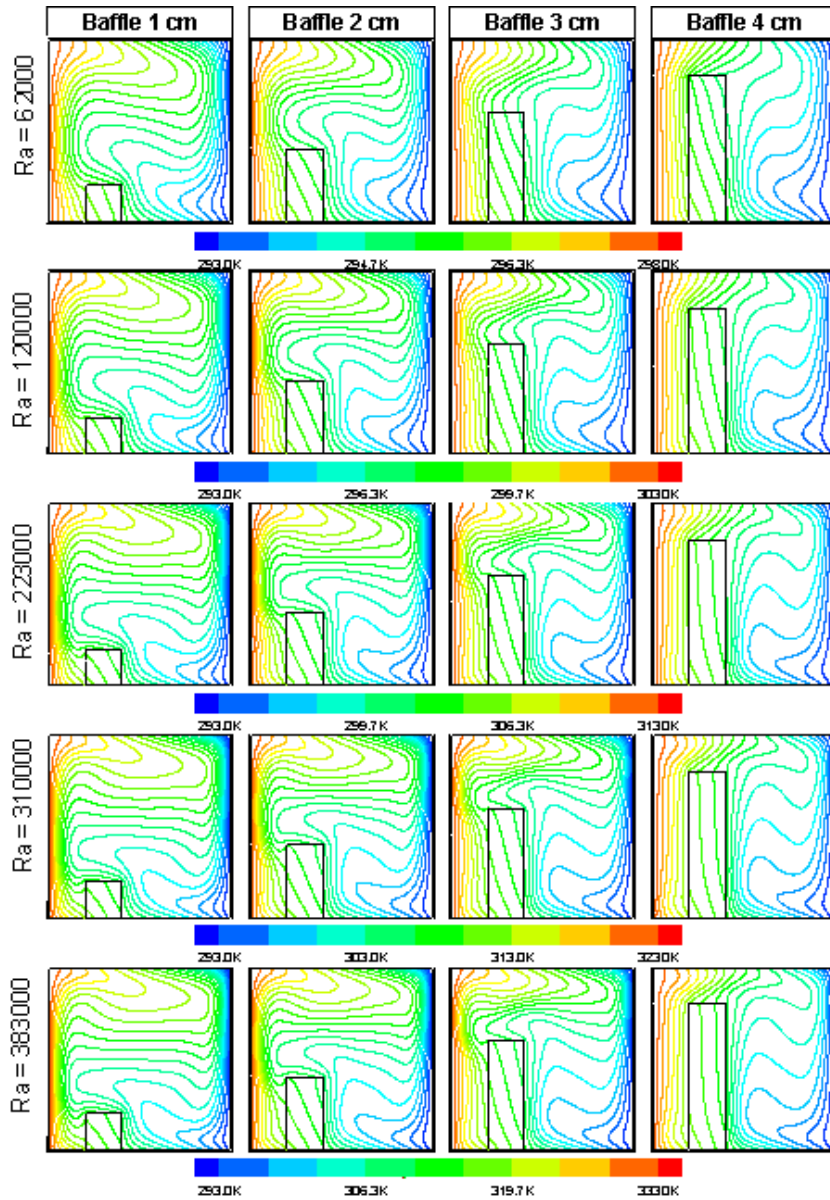 Baffle 1 cm Baffle 2 cm Baffle 3 cm Baffle 4 cm
Ra = 62000
293.0K 294.7K 296.3K 298.0K
Ra = 120000
293.0K 296.3K 299.7K 303.0K
Ra = 223000
293.0K 299.7K 306.3K 313.0K
Ra = 310000
293.0K 303.0K 313.0K 323.0K
Ra = 383000
293.0K 306.3K 319.7K 333.0K